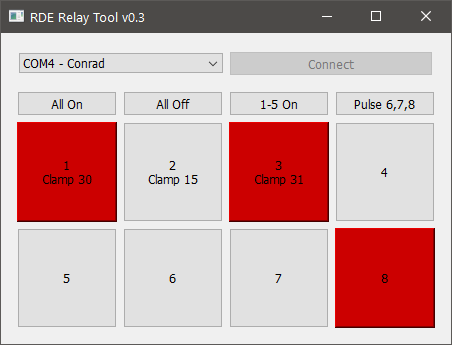 RDE Relay Tool v0.3
COM4 - Conrad
Connect
All On
All Off
1-5 On
Pulse 6,7,8
1
Clamp 30
2
Clamp 15
3
Clamp 31
4
5
6
7
8